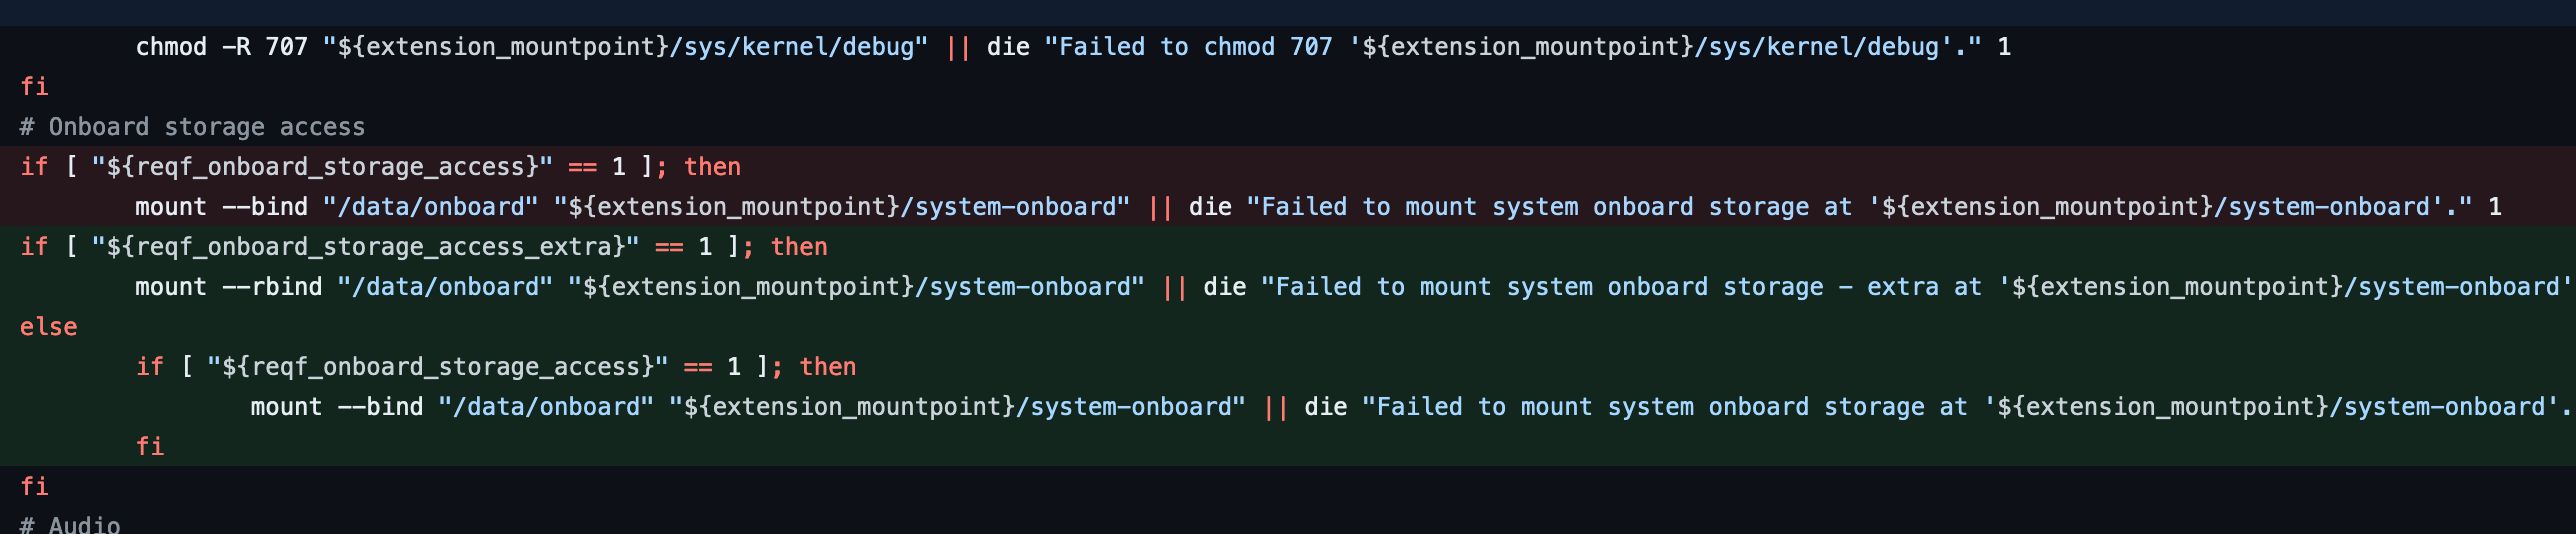 chmod -R 707 "${extension_mountpoint}/sys/kernel/debug" || die "Failed to chmod 707 '${extension_mountpoint}/sys/kernel/debug'." 1
fi
# Onboard storage access
if [ "${reqf_onboard_storage_access}" == 1 ]; then
mount --bind "/data/onboard" "${extension_mountpoint}/system-onboard" || die "Failed to mount system onboard storage at '${extension_mountpoint}/system-onboard'." 1
if [ "${reqf_onboard_storage_access_extra}" == 1 ]; then
mount --rbind "/data/onboard" "${extension_mountpoint}/system-onboard" || die "Failed to mount system onboard storage - extra at '${extension_mountpoint}/system-onboard'
else
if [ "${reqf_onboard_storage_access}" == 1 ]; then
mount --bind "/data/onboard" "${extension_mountpoint}/system-onboard" || die "Failed to mount system onboard storage at '${extension_mountpoint}/system-onboard'.
fi
fi
# Audio